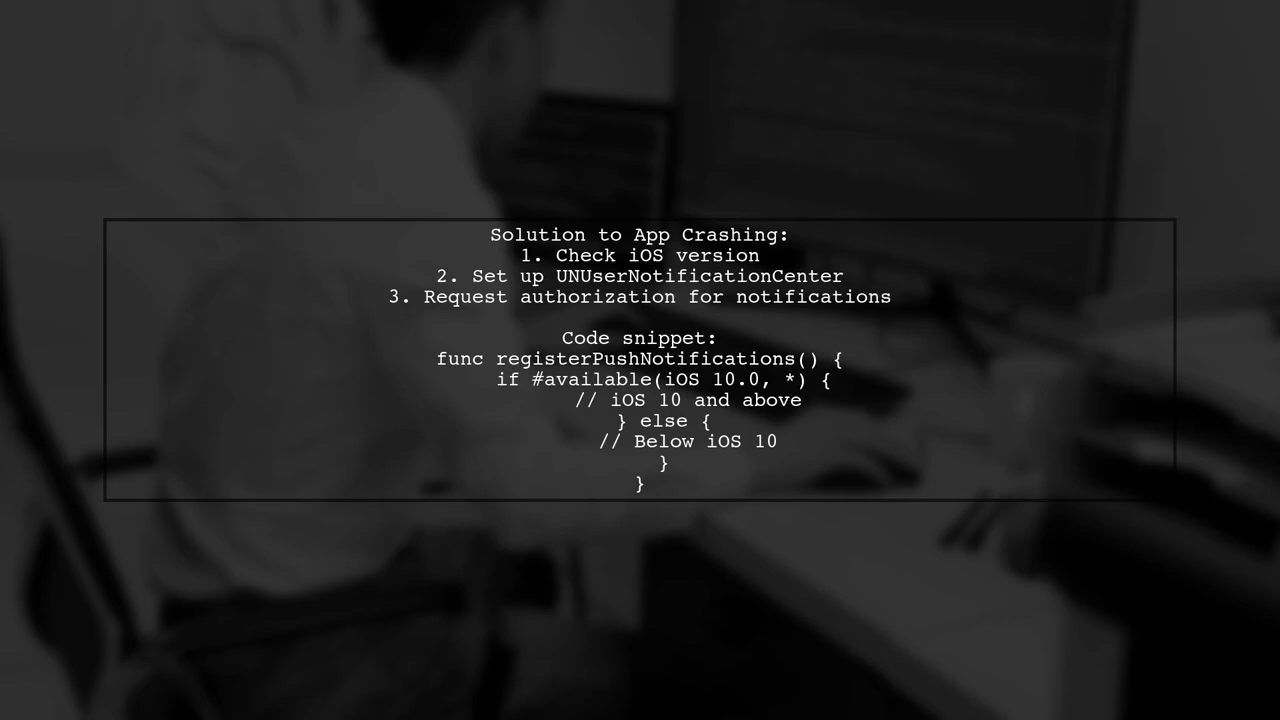 Solution to App Crashing:
1. Check iOS version
2. Set up UNUserNotificationCenter
3. Request authorization for notifications
Code snippet:
func registerPushNotifications() {
if #available(iOS 10.0, *) {
// iOS 10 and above
} else {
// Below iOS 10
}
}